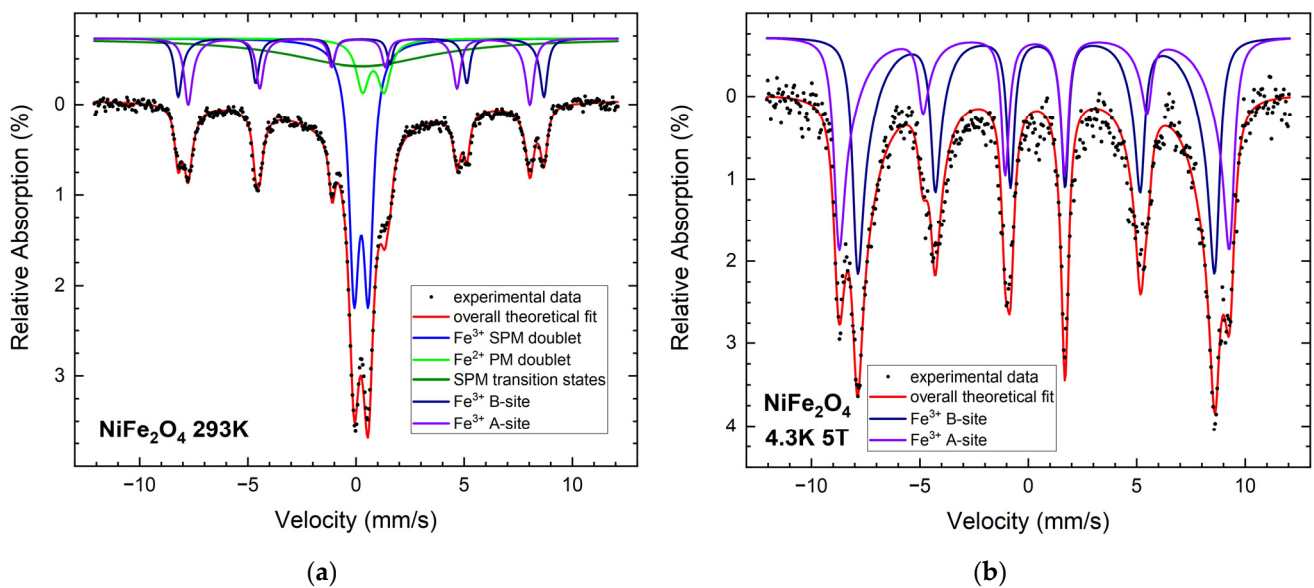 0
1
2
3
Relative Absorption (%)
experimental data
overall theoretical fit
Fe³⁺ SPM doublet
Fe²⁺ PM doublet
SPM transition states
Fe³⁺ B-site
Fe³⁺ A-site
NiFe₂O₄ 293K
−10
−5
0
5
10
Velocity (mm/s)
(a)
0
1
2
3
4
Relative Absorption (%)
experimental data
overall theoretical fit
Fe³⁺ B-site
Fe³⁺ A-site
NiFe₂O₄
4.3K 5T
−10
−5
0
5
10
Velocity (mm/s)
(b)